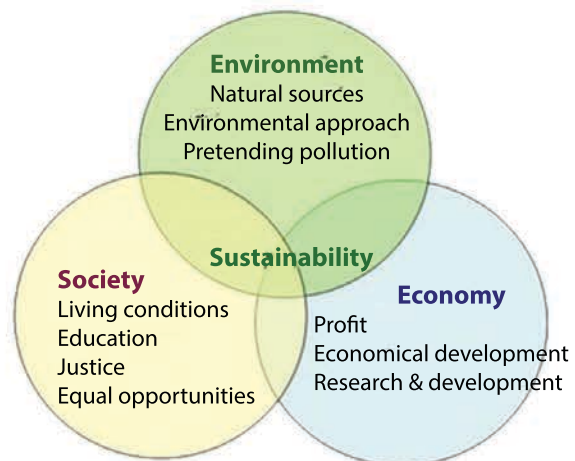 Environment
Natural sources
Environmental approach
Pretending pollution
Sustainability
Society
Living conditions
Education
Justice
Equal opportunities
Economy
Profit
Economical development
Research & development